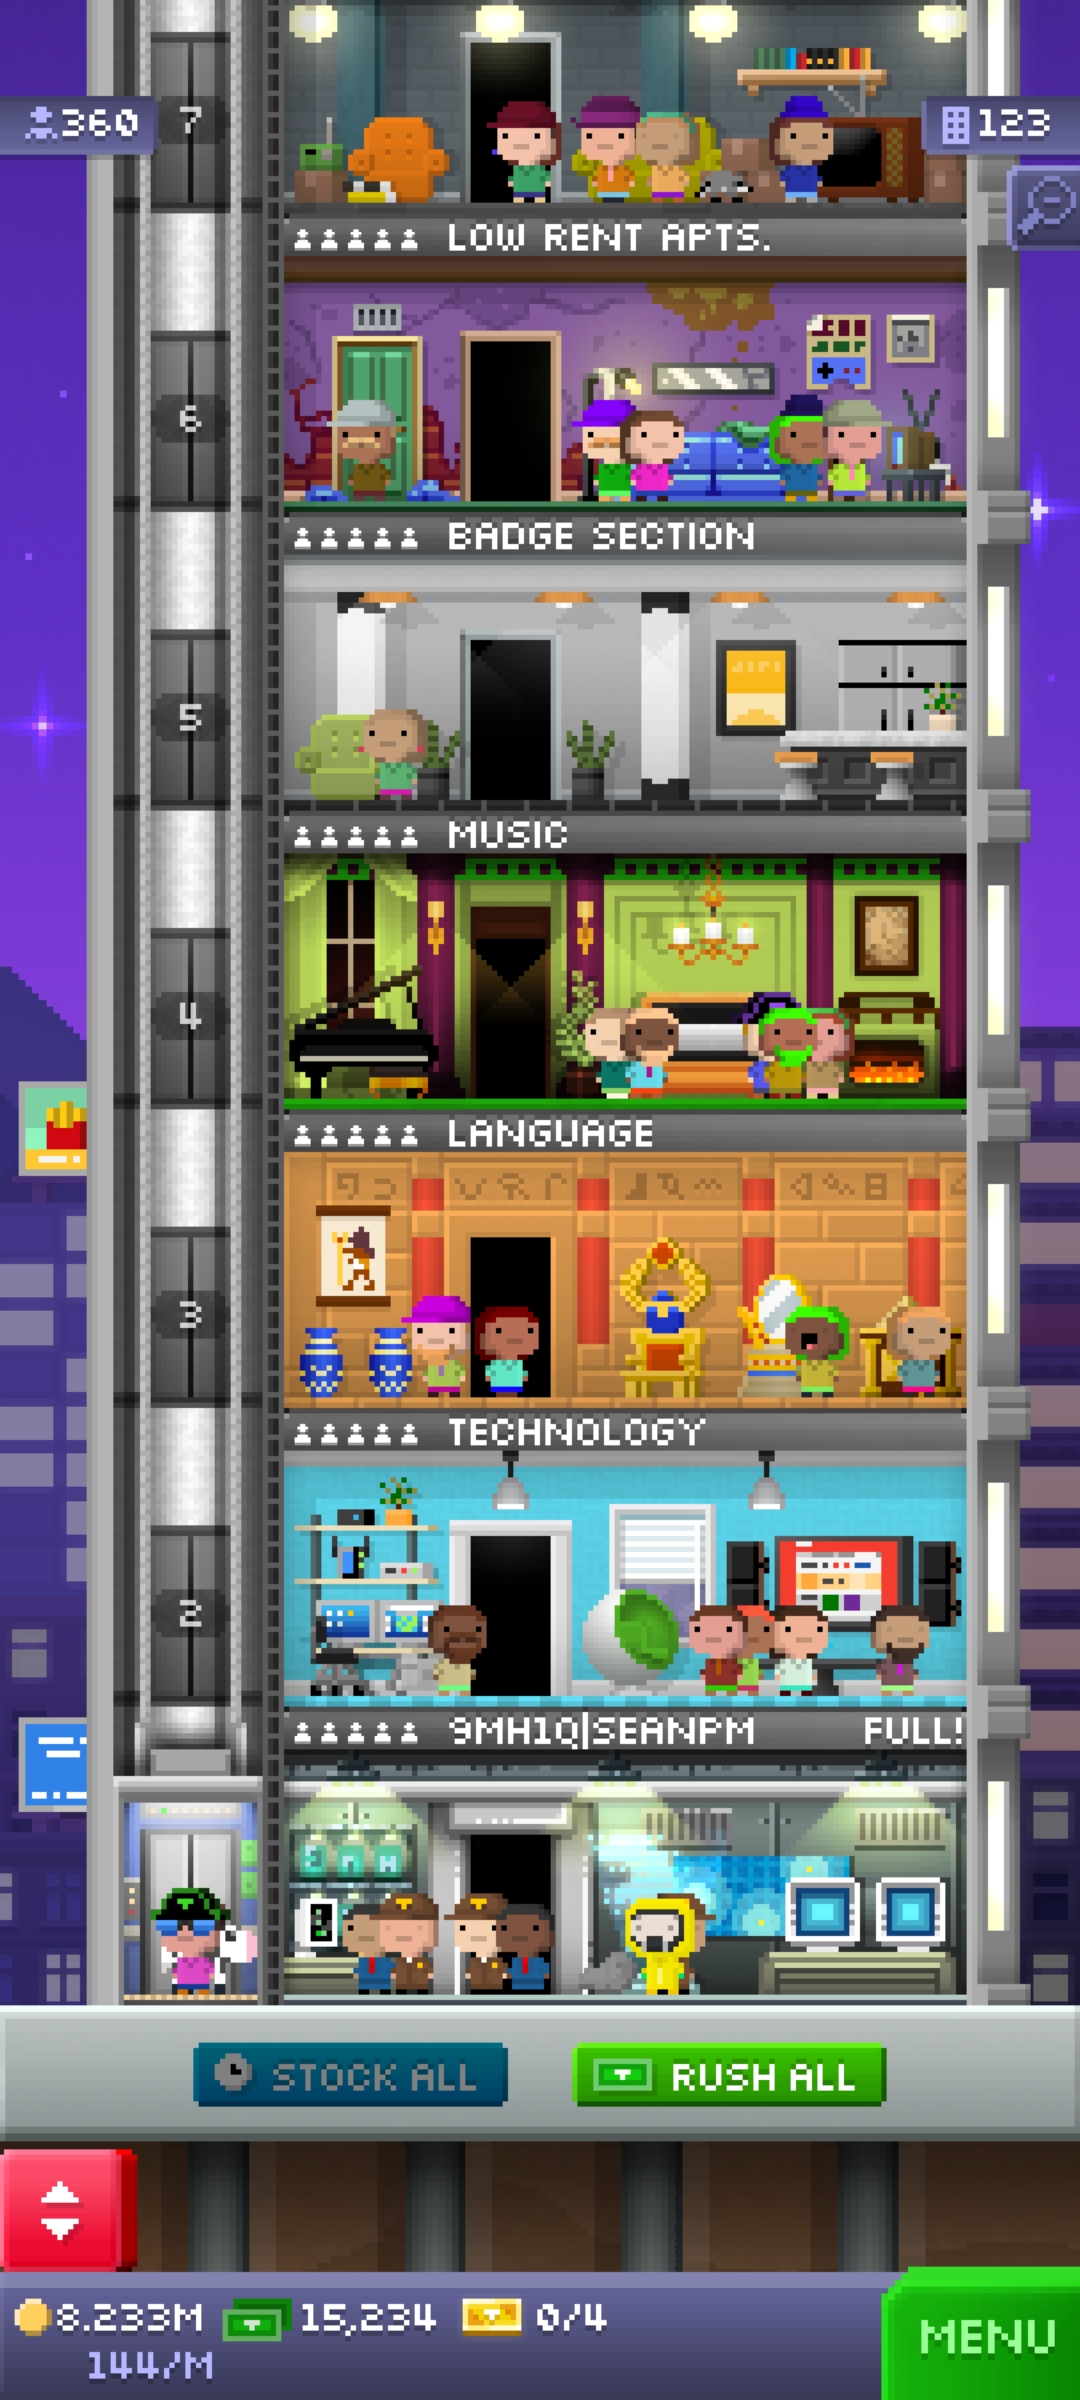 360
7
123
LOW RENT APTS.
6
BADGE SECTION
5
MUSIC
4
LANGUAGE
3
TECHNOLOGY
2
9MH1Q|SEANPM FULL!
STOCK ALL
RUSH ALL
8.233M 15,234 0/4
144/M
MENU